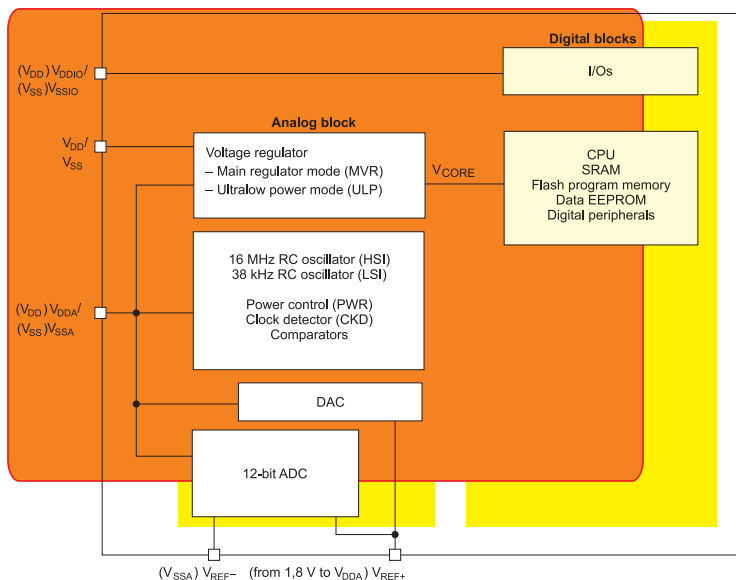 Digital blocks
(VDD) VDDIO/
(VSS)VSSIO
I/Os
Analog block
VDD/
VSS
Voltage regulator
– Main regulator mode (MVR)
– Ultralow power mode (ULP)
VCORE
CPU
SRAM
Flash program memory
Data EEPROM
Digital peripherals
16 MHz RC oscillator (HSI)
38 kHz RC oscillator (LSI)
Power control (PWR)
Clock detector (CKD)
Comparators
(VDD) VDDA/
(VSS)VSSA
DAC
12-bit ADC
(VSSA) VREF–
(from 1,8 V to VDDA) VREF+